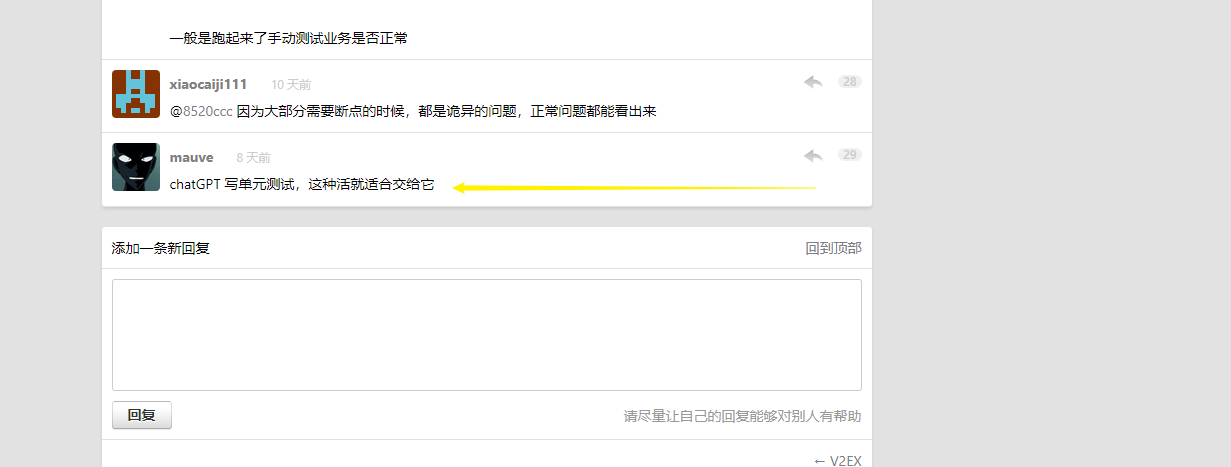 一般是跑起来了手动测试业务是否正常
xiaocaiji111 10 天前 28
@8520ccc 因为大部分需要断点的时候，都是诡异的问题，正常问题都能看出来
mauve 8 天前 29
chatGPT 写单元测试，这种活就适合交给它
添加一条新回复 回到顶部
回复 请尽量让自己的回复能够对别人有帮助
← V2EX